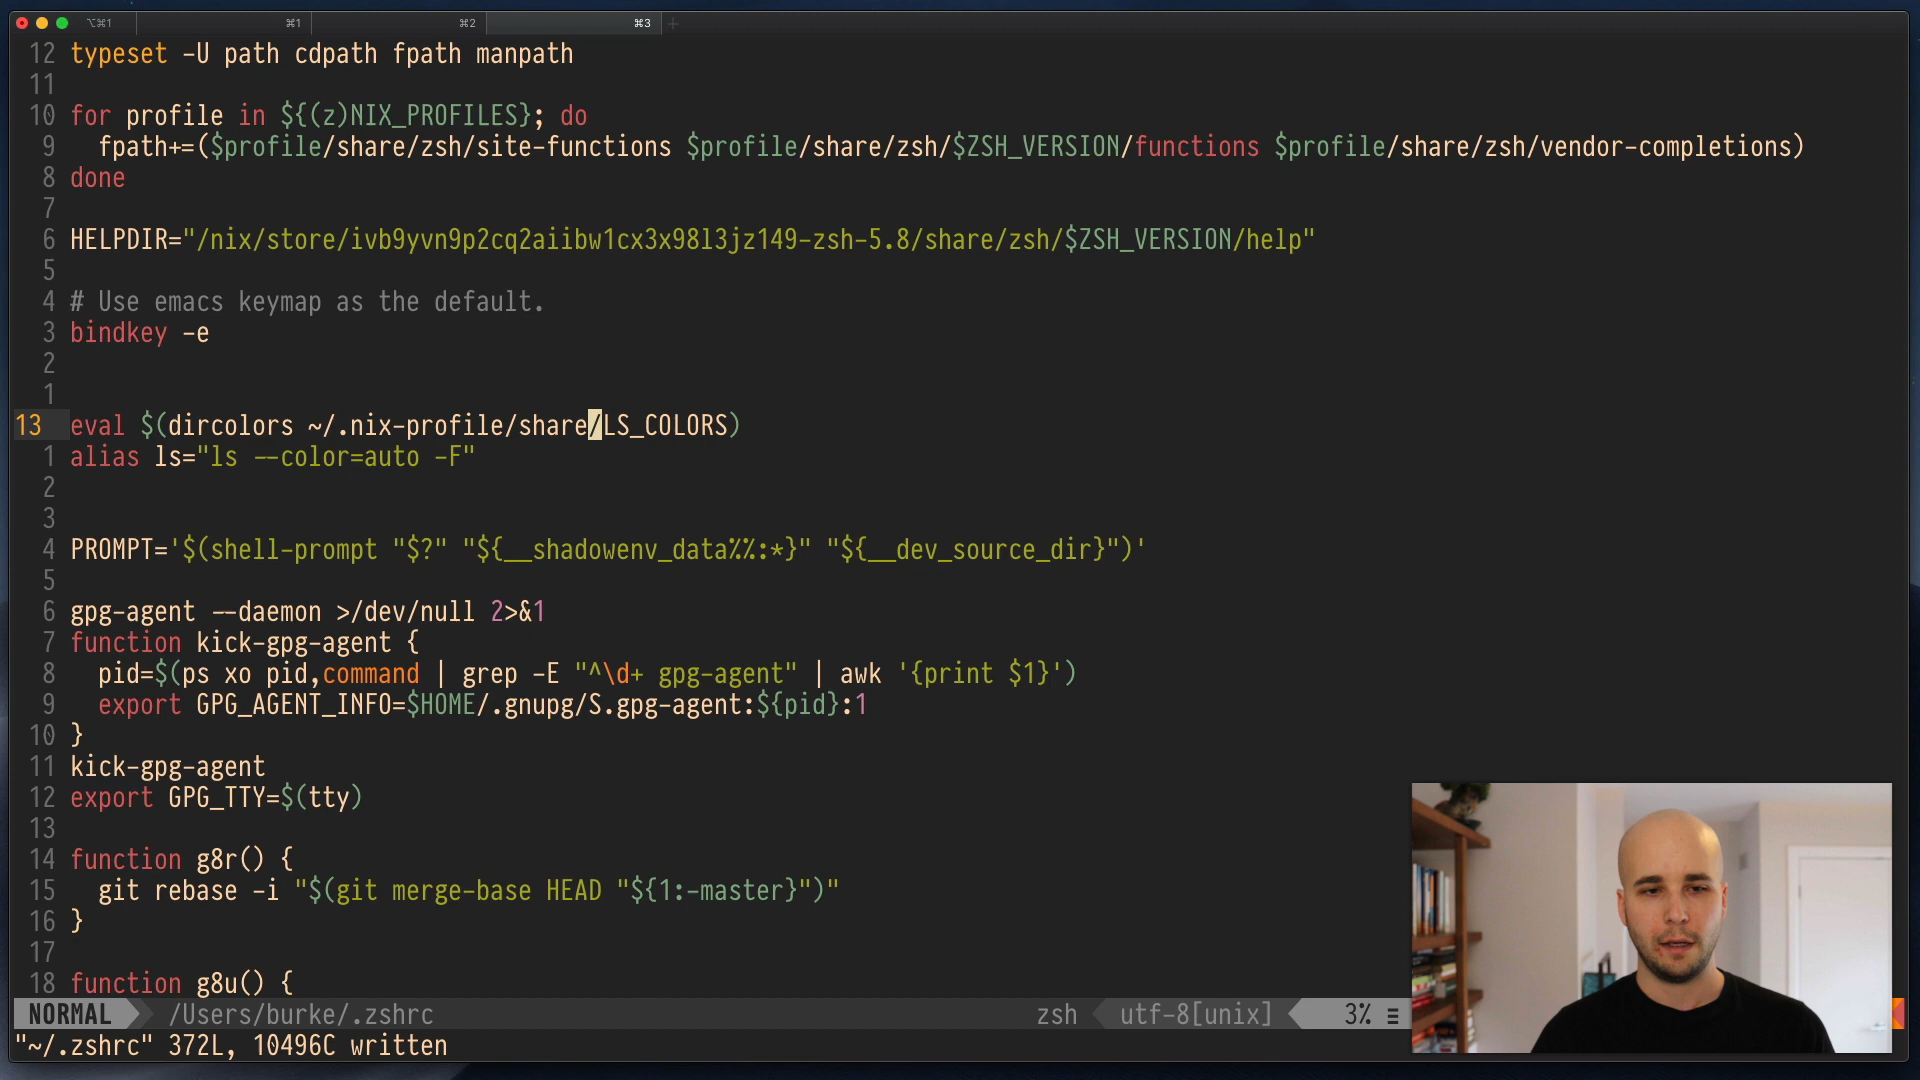 ⌥⌘1 ⌘1 ⌘2 ⌘3 +
12 typeset -U path cdpath fpath manpath
11
10 for profile in ${(z)NIX_PROFILES}; do
9   fpath+=($profile/share/zsh/site-functions $profile/share/zsh/$ZSH_VERSION/functions $profile/share/zsh/vendor-completions)
8 done
7
6 HELPDIR="/nix/store/ivb9yvn9p2cq2aiibw1cx3x98l3jz149-zsh-5.8/share/zsh/$ZSH_VERSION/help"
5
4 # Use emacs keymap as the default.
3 bindkey -e
2
1
13 eval $(dircolors ~/.nix-profile/share/LS_COLORS)
1 alias ls="ls --color=auto -F"
2
3
4 PROMPT='$(shell-prompt "$?" "${__shadowenv_data%%:*}" "${__dev_source_dir}")'
5
6 gpg-agent --daemon >/dev/null 2>&1
7 function kick-gpg-agent {
8   pid=$(ps xo pid,command | grep -E "^\d+ gpg-agent" | awk '{print $1}')
9   export GPG_AGENT_INFO=$HOME/.gnupg/S.gpg-agent:${pid}:1
10 }
11 kick-gpg-agent
12 export GPG_TTY=$(tty)
13
14 function g8r() {
15   git rebase -i "$(git merge-base HEAD "${1:-master}")"
16 }
17
18 function g8u() {
NORMAL /Users/burke/.zshrc zsh utf-8[unix] 3% ☰
"~/.zshrc" 372L, 10496C written